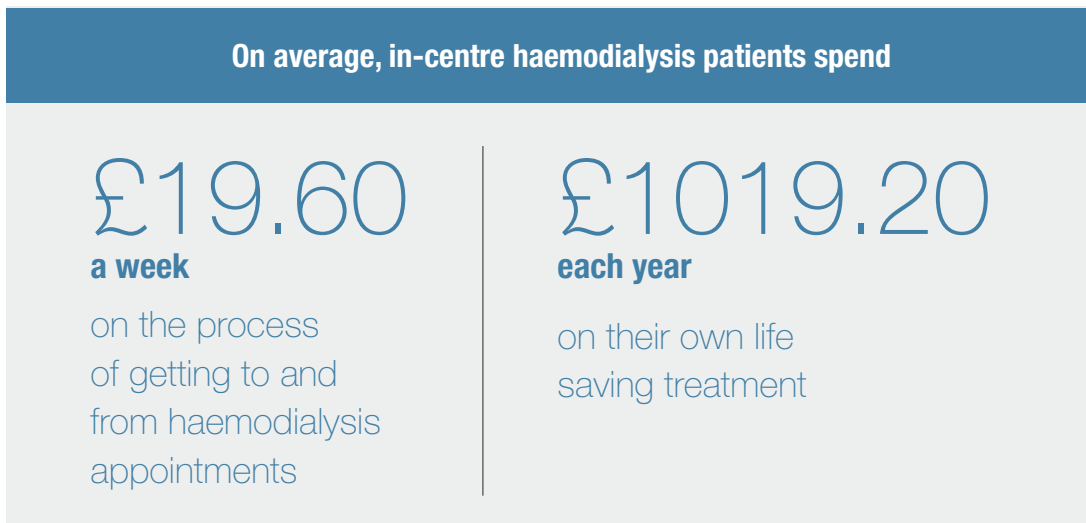 On average, in-centre haemodialysis patients spend
£19.60
a week
on the process
of getting to and
from haemodialysis
appointments
£1019.20
each year
on their own life
saving treatment